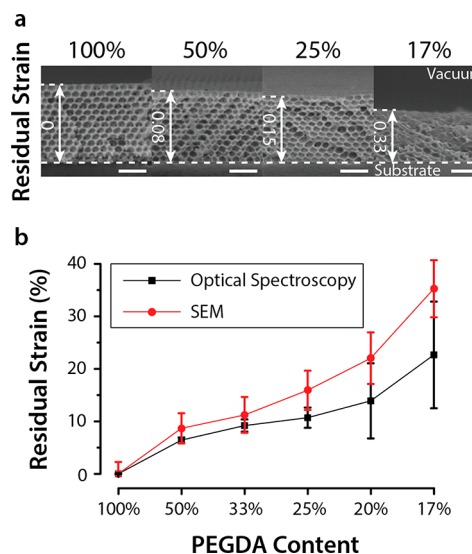 a
100% 50% 25% 17%
Residual Strain
Vacuum
0 0.08 0.15 0.33
Substrate
b
Residual Strain (%)
40
30
20
10
0
Optical Spectroscopy
SEM
100% 50% 33% 25% 20% 17%
PEGDA Content